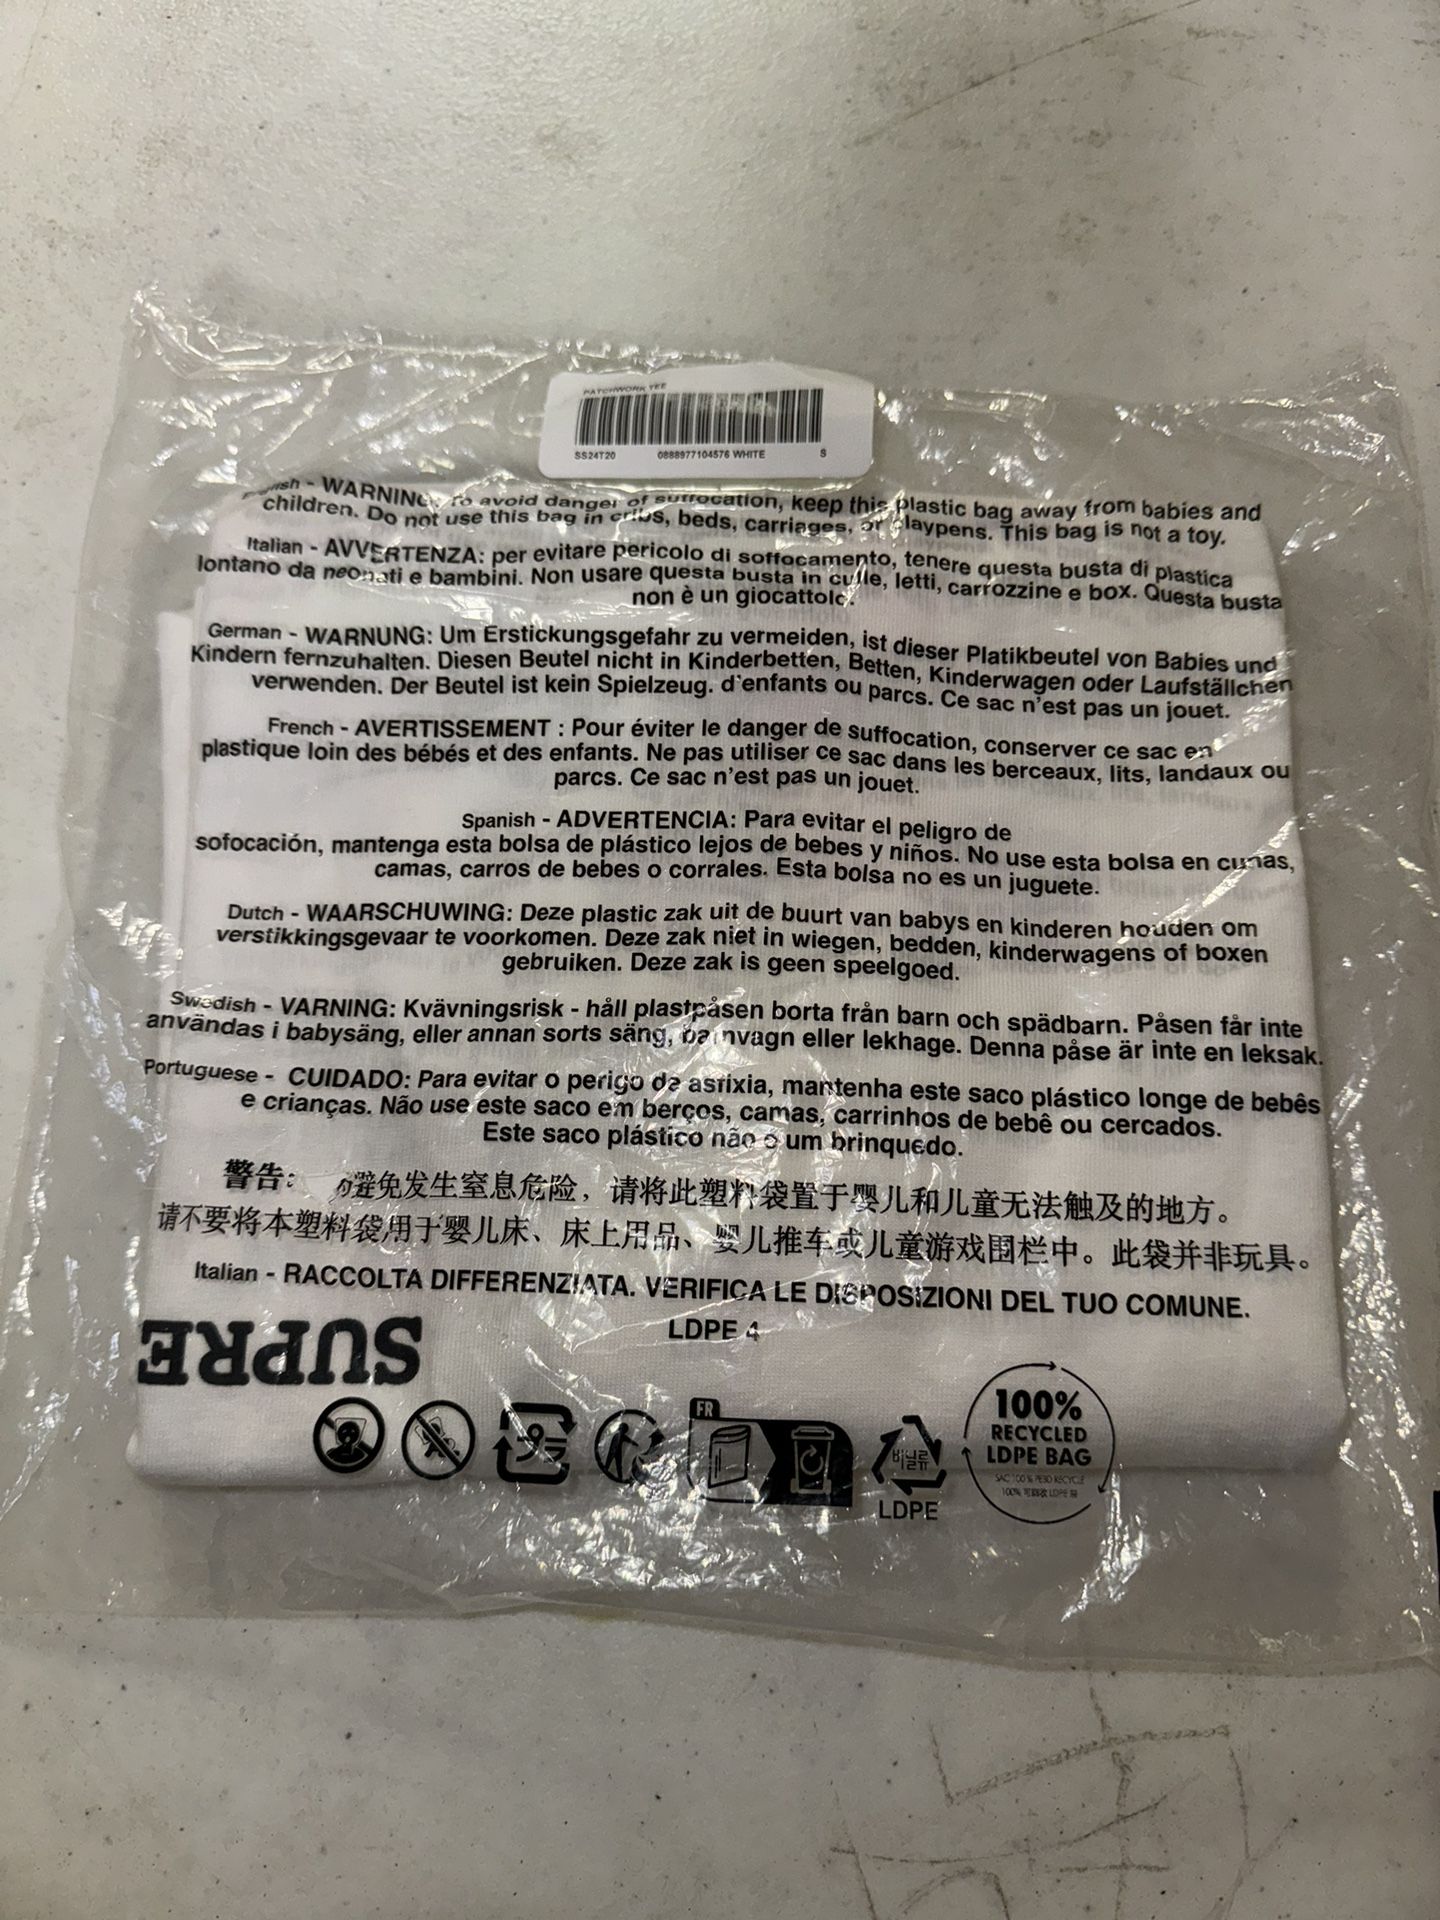 PATCHWORK TEE
SS24T20 0888977104576 WHITE S
- WARNING: To avoid danger of suffocation, keep this plastic bag away from babies and
children. Do not use this bag in cribs, beds, carriages, or playpens. This bag is not a toy.
Italian - AVVERTENZA: per evitare pericolo di soffocamento, tenere questa busta di plastica
lontano da neonati e bambini. Non usare questa busta in culle, letti, carrozzine e box. Questa busta
non è un giocattolo.
German - WARNUNG: Um Erstickungsgefahr zu vermeiden, ist dieser Platikbeutel von Babies und
Kindern fernzuhalten. Diesen Beutel nicht in Kinderbetten, Betten, Kinderwagen oder Laufställchen
verwenden. Der Beutel ist kein Spielzeug. d'enfants ou parcs. Ce sac n'est pas un jouet.
French - AVERTISSEMENT : Pour éviter le danger de suffocation, conserver ce sac en
plastique loin des bébés et des enfants. Ne pas utiliser ce sac dans les berceaux, lits, landaux ou
parcs. Ce sac n'est pas un jouet.
Spanish - ADVERTENCIA: Para evitar el peligro de
sofocación, mantenga esta bolsa de plástico lejos de bebes y niños. No use esta bolsa en cunas,
camas, carros de bebes o corrales. Esta bolsa no es un juguete.
Dutch - WAARSCHUWING: Deze plastic zak uit de buurt van babys en kinderen houden om
verstikkingsgevaar te voorkomen. Deze zak niet in wiegen, bedden, kinderwagens of boxen
gebruiken. Deze zak is geen speelgoed.
Swedish - VARNING: Kvävningsrisk - håll plastpåsen borta från barn och spädbarn. Påsen får inte
användas i babysäng, eller annan sorts säng, barnvagn eller lekhage. Denna påse är inte en leksak.
Portuguese - CUIDADO: Para evitar o perigo de asfixia, mantenha este saco plástico longe de bebês
e crianças. Não use este saco em berços, camas, carrinhos de bebê ou cercados.
Este saco plástico não é um brinquedo.
警告: 为避免发生窒息危险，请将此塑料袋置于婴儿和儿童无法触及的地方。
请不要将本塑料袋用于婴儿床、床上用品、婴儿推车或儿童游戏围栏中。此袋并非玩具。
Italian - RACCOLTA DIFFERENZIATA. VERIFICA LE DISPOSIZIONI DEL TUO COMUNE.
LDPE 4
SUPRE
プラ
FR
비닐류
LDPE
100%
RECYCLED
LDPE BAG